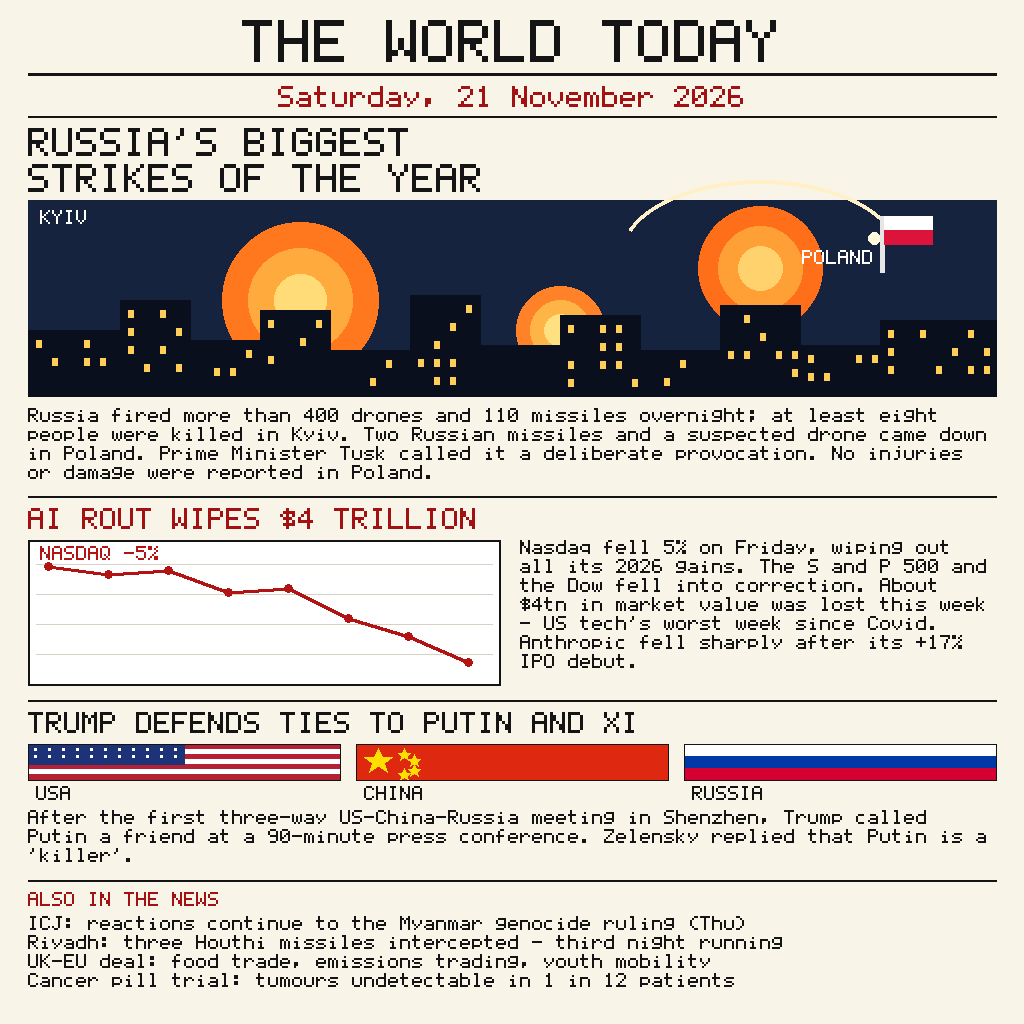 THE WORLD TODAY
Saturday, 21 November 2026
RUSSIA'S BIGGEST
STRIKES OF THE YEAR
KYIV
POLAND
Russia fired more than 400 drones and 110 missiles overnight; at least eight
people were killed in Kyiv. Two Russian missiles and a suspected drone came down
in Poland. Prime Minister Tusk called it a deliberate provocation. No injuries
or damage were reported in Poland.
AI ROUT WIPES $4 TRILLION
NASDAQ -5%
Nasdaq fell 5% on Friday, wiping out
all its 2026 gains. The S and P 500 and
the Dow fell into correction. About
$4tn in market value was lost this week
- US tech's worst week since Covid.
Anthropic fell sharply after its +17%
IPO debut.
TRUMP DEFENDS TIES TO PUTIN AND XI
USA
CHINA
RUSSIA
After the first three-way US-China-Russia meeting in Shenzhen, Trump called
Putin a friend at a 90-minute press conference. Zelensky replied that Putin is a
'killer'.
ALSO IN THE NEWS
ICJ: reactions continue to the Myanmar genocide ruling (Thu)
Riyadh: three Houthi missiles intercepted - third night running
UK-EU deal: food trade, emissions trading, youth mobility
Cancer pill trial: tumours undetectable in 1 in 12 patients